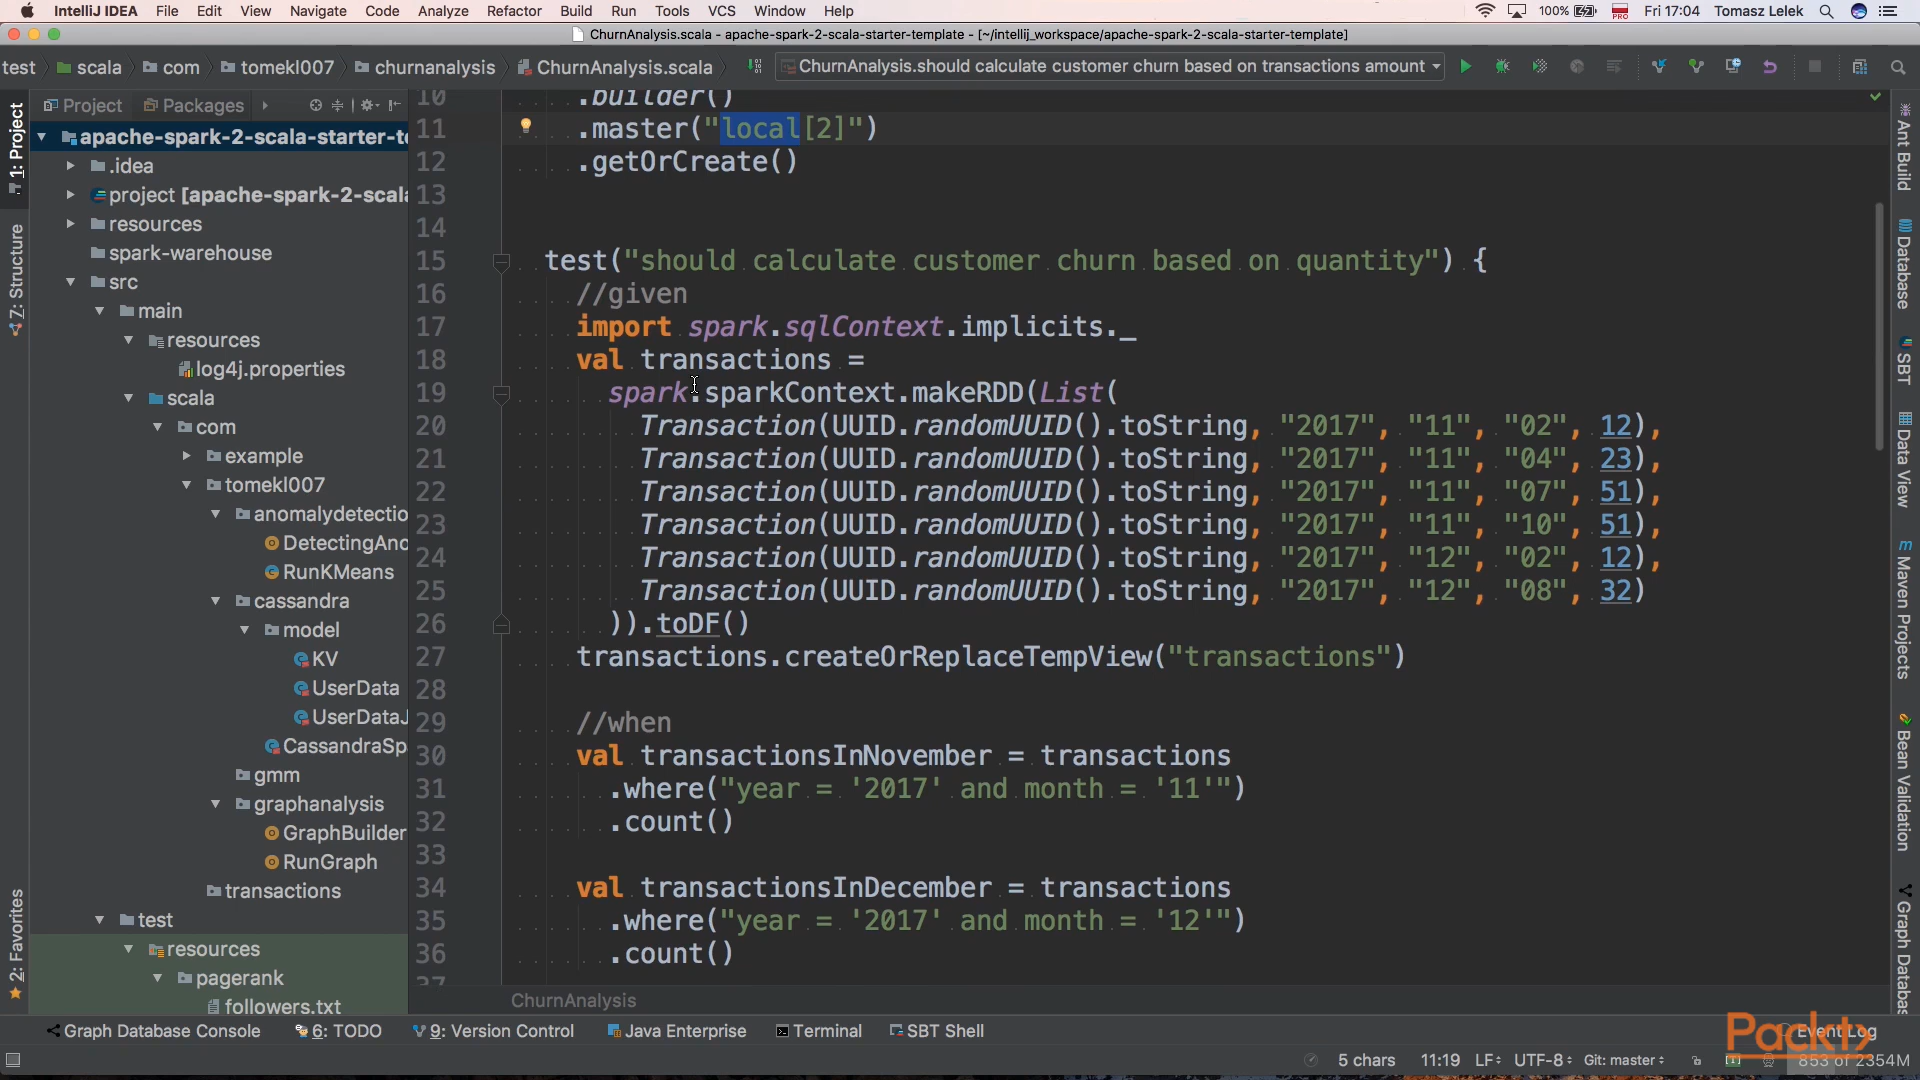 IntelliJ IDEA File Edit View Navigate Code Analyze Refactor Build Run Tools VCS Window Help 100% PRO Fri 17:04 Tomasz Lelek
ChurnAnalysis.scala - apache-spark-2-scala-starter-template - [~/intellij_workspace/apache-spark-2-scala-starter-template]
test scala com tomekl007 churnanalysis ChurnAnalysis.scala ChurnAnalysis.should calculate customer churn based on transactions amount
Project Packages
1: Project
7: Structure
2: Favorites
apache-spark-2-scala-starter-te
.idea
project [apache-spark-2-scala
resources
spark-warehouse
src
main
resources
log4j.properties
scala
com
example
tomekl007
anomalydetectio
DetectingAno
RunKMeans
cassandra
model
KV
UserData
UserDataJ
CassandraSp
gmm
graphanalysis
GraphBuilder
RunGraph
transactions
test
resources
pagerank
followers.txt
10 .builder()
11 .master("local[2]")
12 .getOrCreate()
13
14
15 test("should calculate customer churn based on quantity") {
16 //given
17 import spark.sqlContext.implicits._
18 val transactions =
19 spark.sparkContext.makeRDD(List(
20 Transaction(UUID.randomUUID().toString, "2017", "11", "02", 12),
21 Transaction(UUID.randomUUID().toString, "2017", "11", "04", 23),
22 Transaction(UUID.randomUUID().toString, "2017", "11", "07", 51),
23 Transaction(UUID.randomUUID().toString, "2017", "11", "10", 51),
24 Transaction(UUID.randomUUID().toString, "2017", "12", "02", 12),
25 Transaction(UUID.randomUUID().toString, "2017", "12", "08", 32)
26 )).toDF()
27 transactions.createOrReplaceTempView("transactions")
28
29 //when
30 val transactionsInNovember = transactions
31 .where("year = '2017' and month = '11'")
32 .count()
33
34 val transactionsInDecember = transactions
35 .where("year = '2017' and month = '12'")
36 .count()
37
ChurnAnalysis
Ant Build
Database
SBT
Data View
Maven Projects
Bean Validation
Graph Databas
Graph Database Console 6: TODO 9: Version Control Java Enterprise Terminal SBT Shell Event Log
Packt
5 chars 11:19 LF UTF-8 Git: master 853 of 2354M